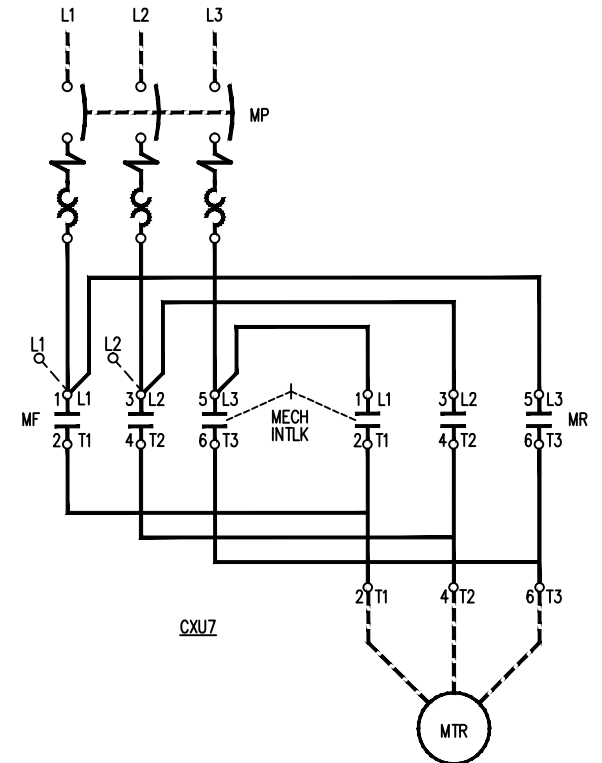 L1 L2 L3
MP
L1 L2
1 L1 3 L2 5 L3 1 L1 3 L2 5 L3
MF MECH MR
INTLK
2 T1 4 T2 6 T3 2 T1 4 T2 6 T3
2 T1 4 T2 6 T3
CXU7
MTR